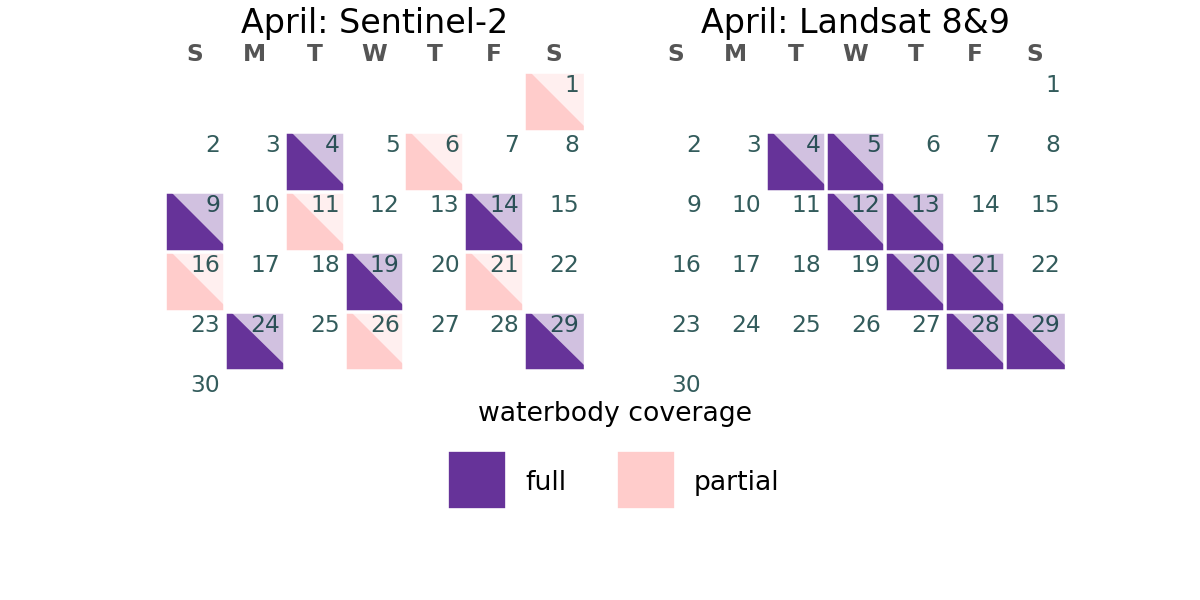 April: Sentinel-2
S M T W T F S
1
2 3 4 5 6 7 8
9 10 11 12 13 14 15
16 17 18 19 20 21 22
23 24 25 26 27 28 29
30
April: Landsat 8&9
S M T W T F S
1
2 3 4 5 6 7 8
9 10 11 12 13 14 15
16 17 18 19 20 21 22
23 24 25 26 27 28 29
30
waterbody coverage
full partial